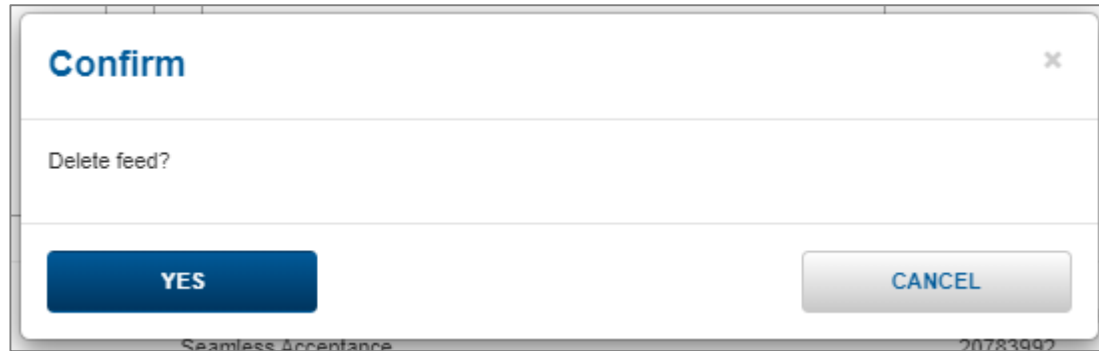 Confirm
×
Delete feed?
YES
CANCEL
Seamless Acceptance
20783992